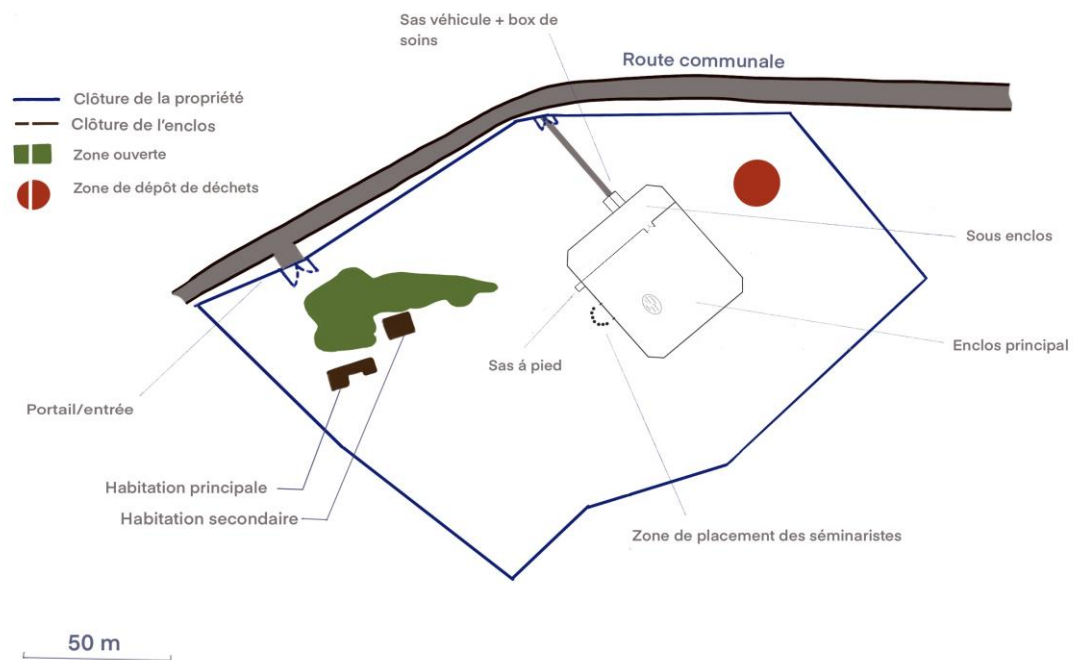 Sas véhicule + box de
soins
Route communale
Clôture de la propriété
Clôture de l'enclos
Zone ouverte
Zone de dépôt de déchets
Sous enclos
Enclos principal
Sas á pied
Portail/entrée
Habitation principale
Habitation secondaire
Zone de placement des séminaristes
50 m